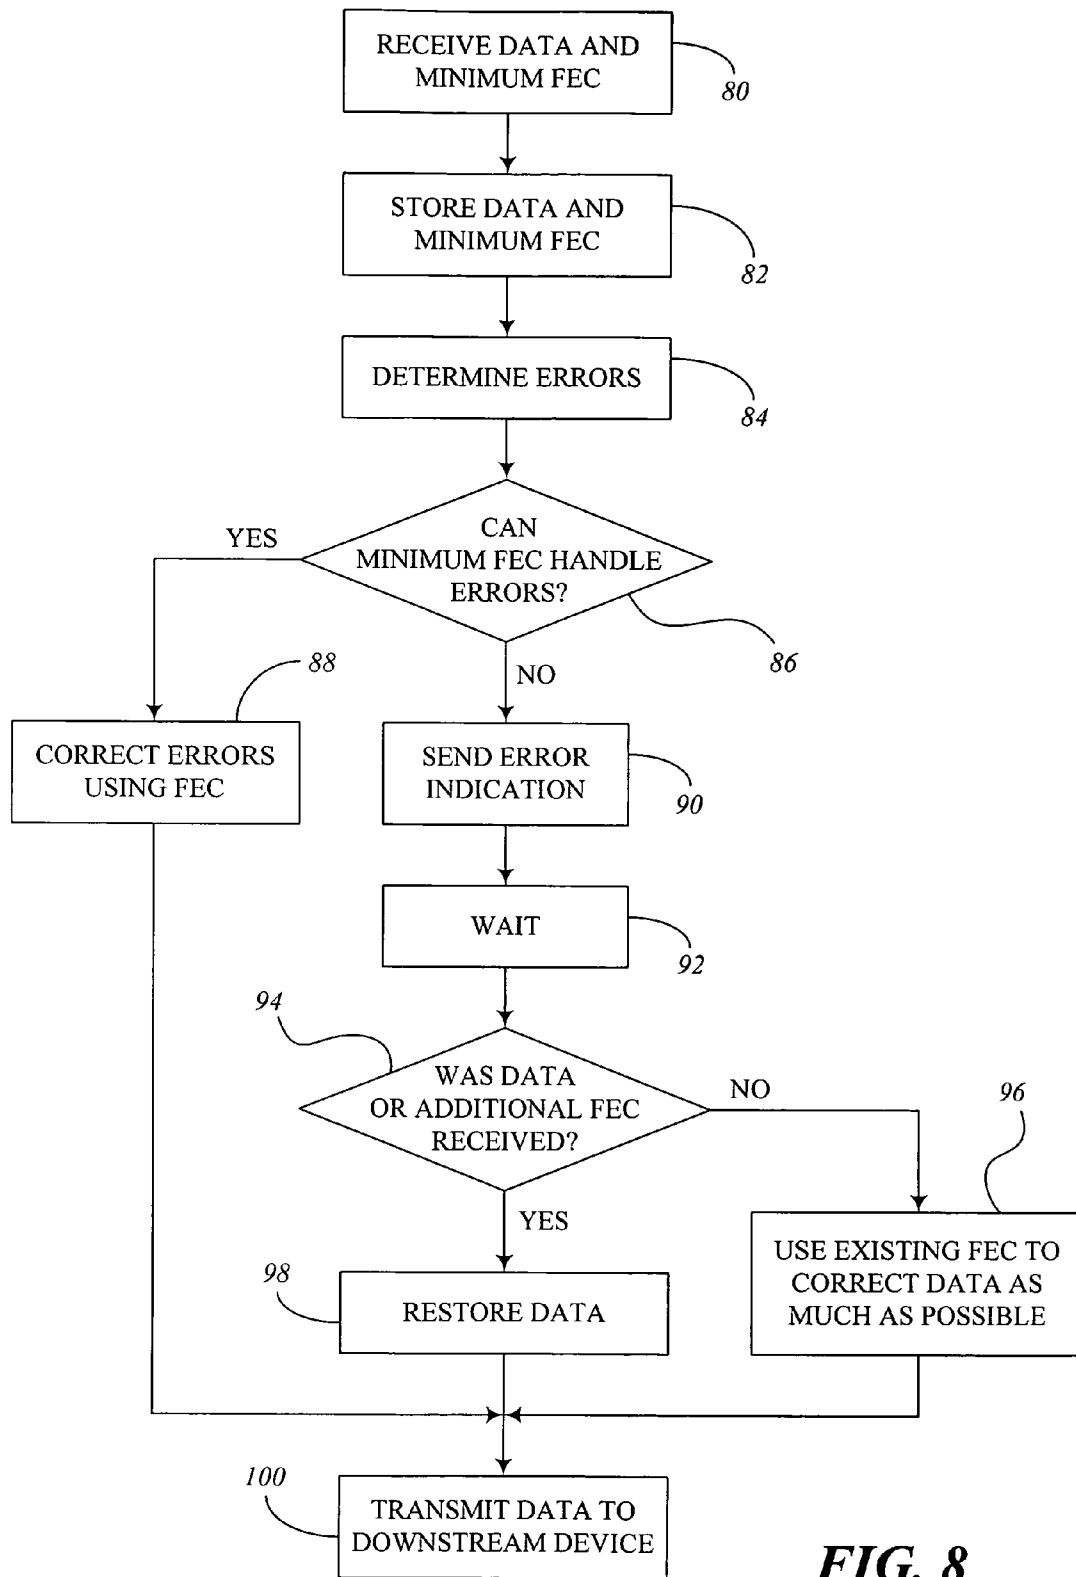 RECEIVE DATA AND
MINIMUM FEC
80
STORE DATA AND
MINIMUM FEC
82
DETERMINE ERRORS
84
CAN
MINIMUM FEC HANDLE
ERRORS?
86
YES
NO
88
CORRECT ERRORS
USING FEC
SEND ERROR
INDICATION
90
WAIT
92
94
WAS DATA
OR ADDITIONAL FEC
RECEIVED?
NO
YES
96
USE EXISTING FEC TO
CORRECT DATA AS
MUCH AS POSSIBLE
98
RESTORE DATA
100
TRANSMIT DATA TO
DOWNSTREAM DEVICE
FIG. 8